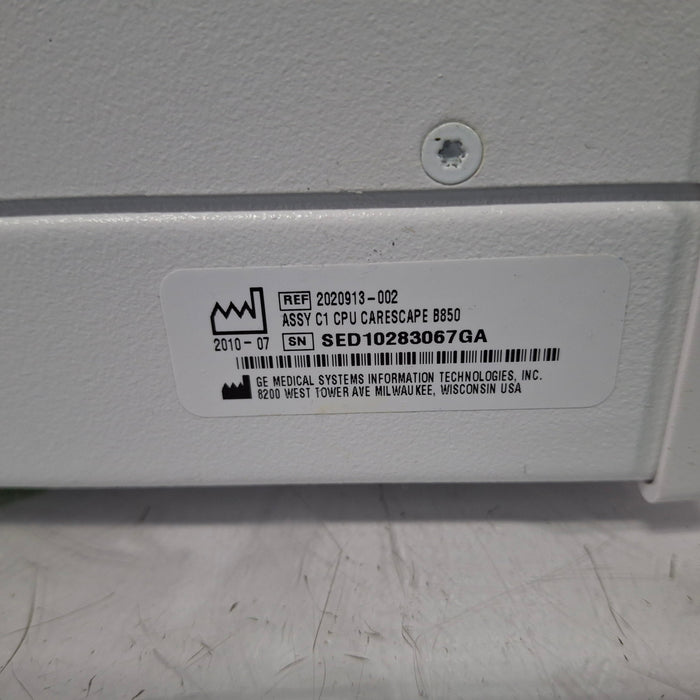 REF 2020913-002
ASSY C1 CPU CARESCAPE B850
2010-07 SN SED10283067GA
GE MEDICAL SYSTEMS INFORMATION TECHNOLOGIES, INC.
8200 WEST TOWER AVE MILWAUKEE, WISCONSIN USA